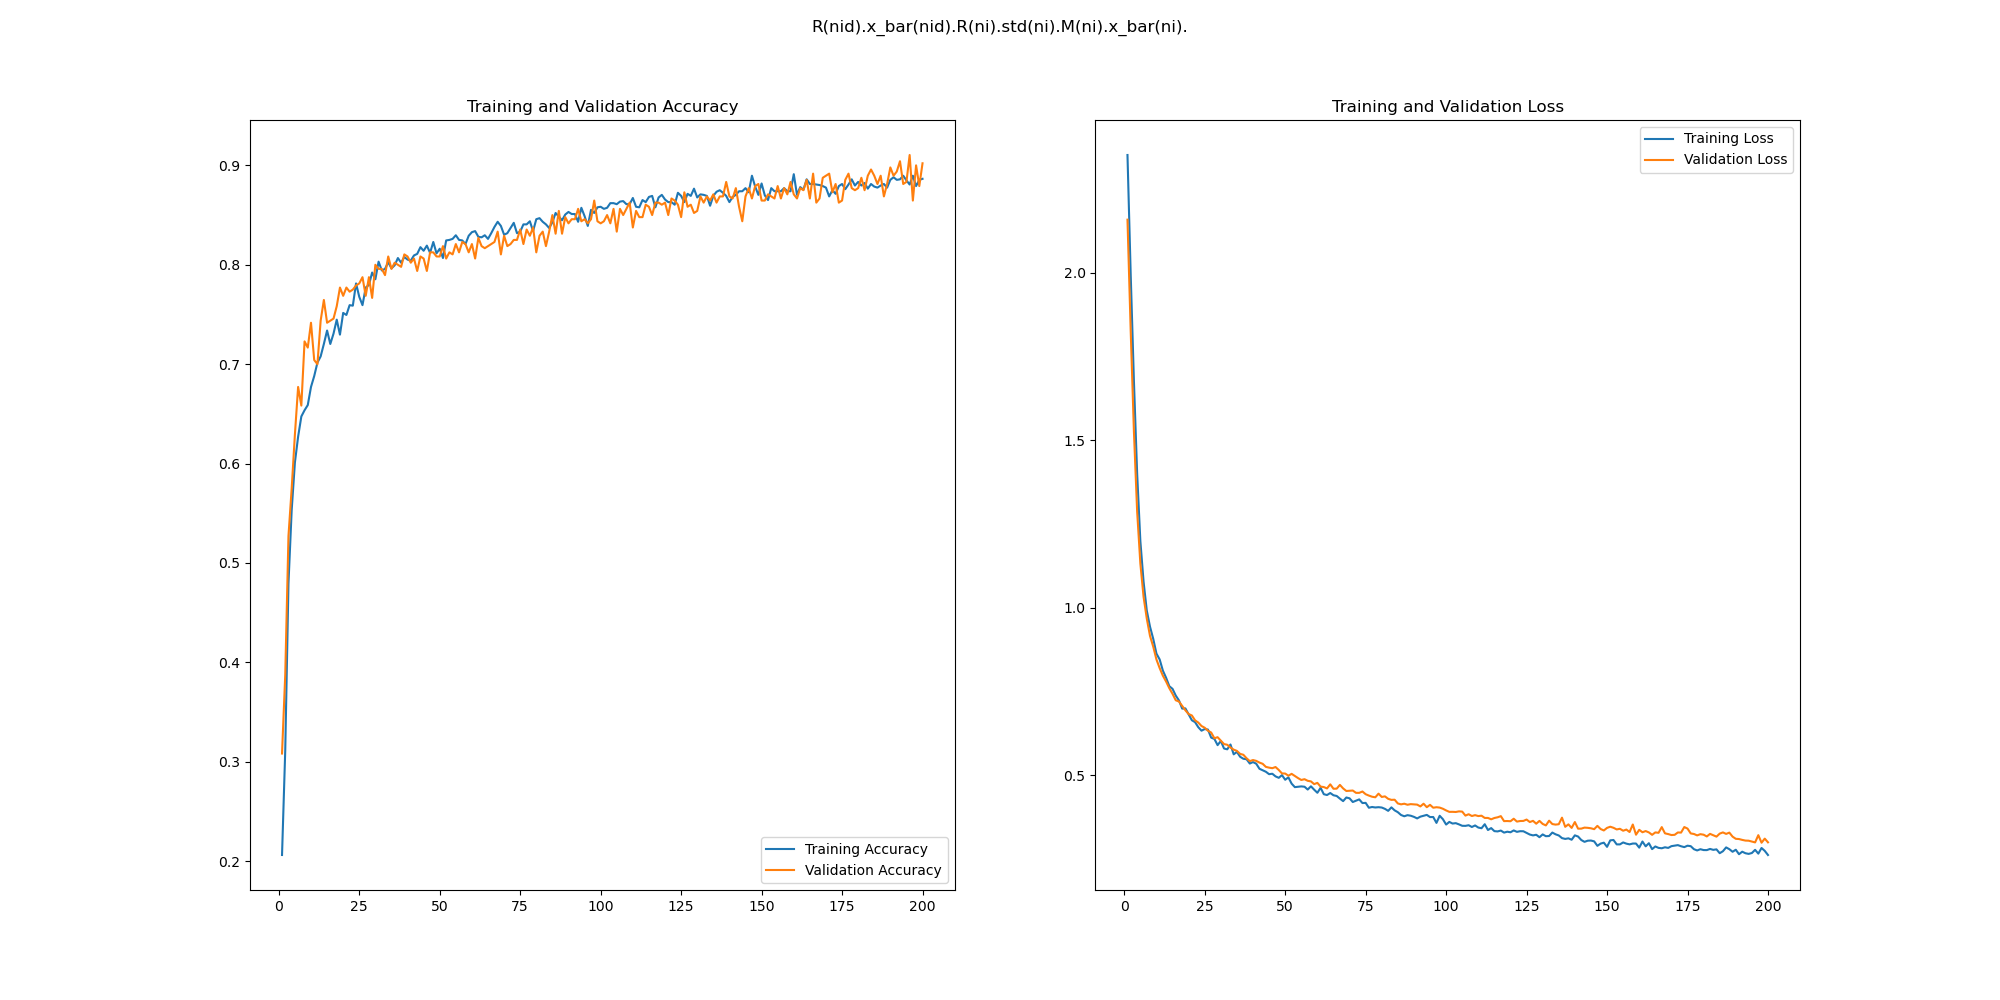 R(nid).x_bar(nid).R(ni).std(ni).M(ni).x_bar(ni).
Training and Validation Accuracy
0.9
0.8
0.7
0.6
0.5
0.4
0.3
0.2
0 25 50 75 100 125 150 175 200
Training Accuracy
Validation Accuracy
Training and Validation Loss
Training Loss
Validation Loss
2.0
1.5
1.0
0.5
0 25 50 75 100 125 150 175 200